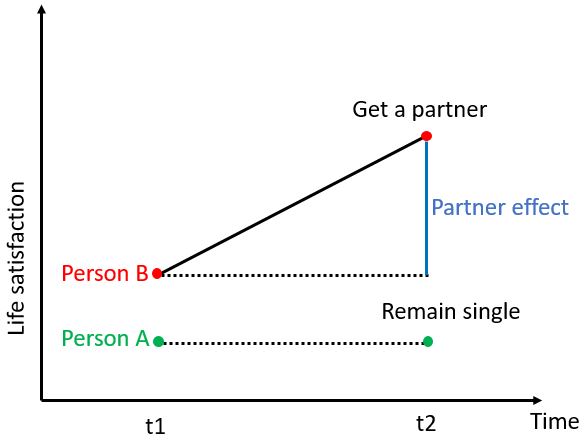 Get a partner
Partner effect
Person B
Remain single
Person A
Life satisfaction
t1
t2
Time